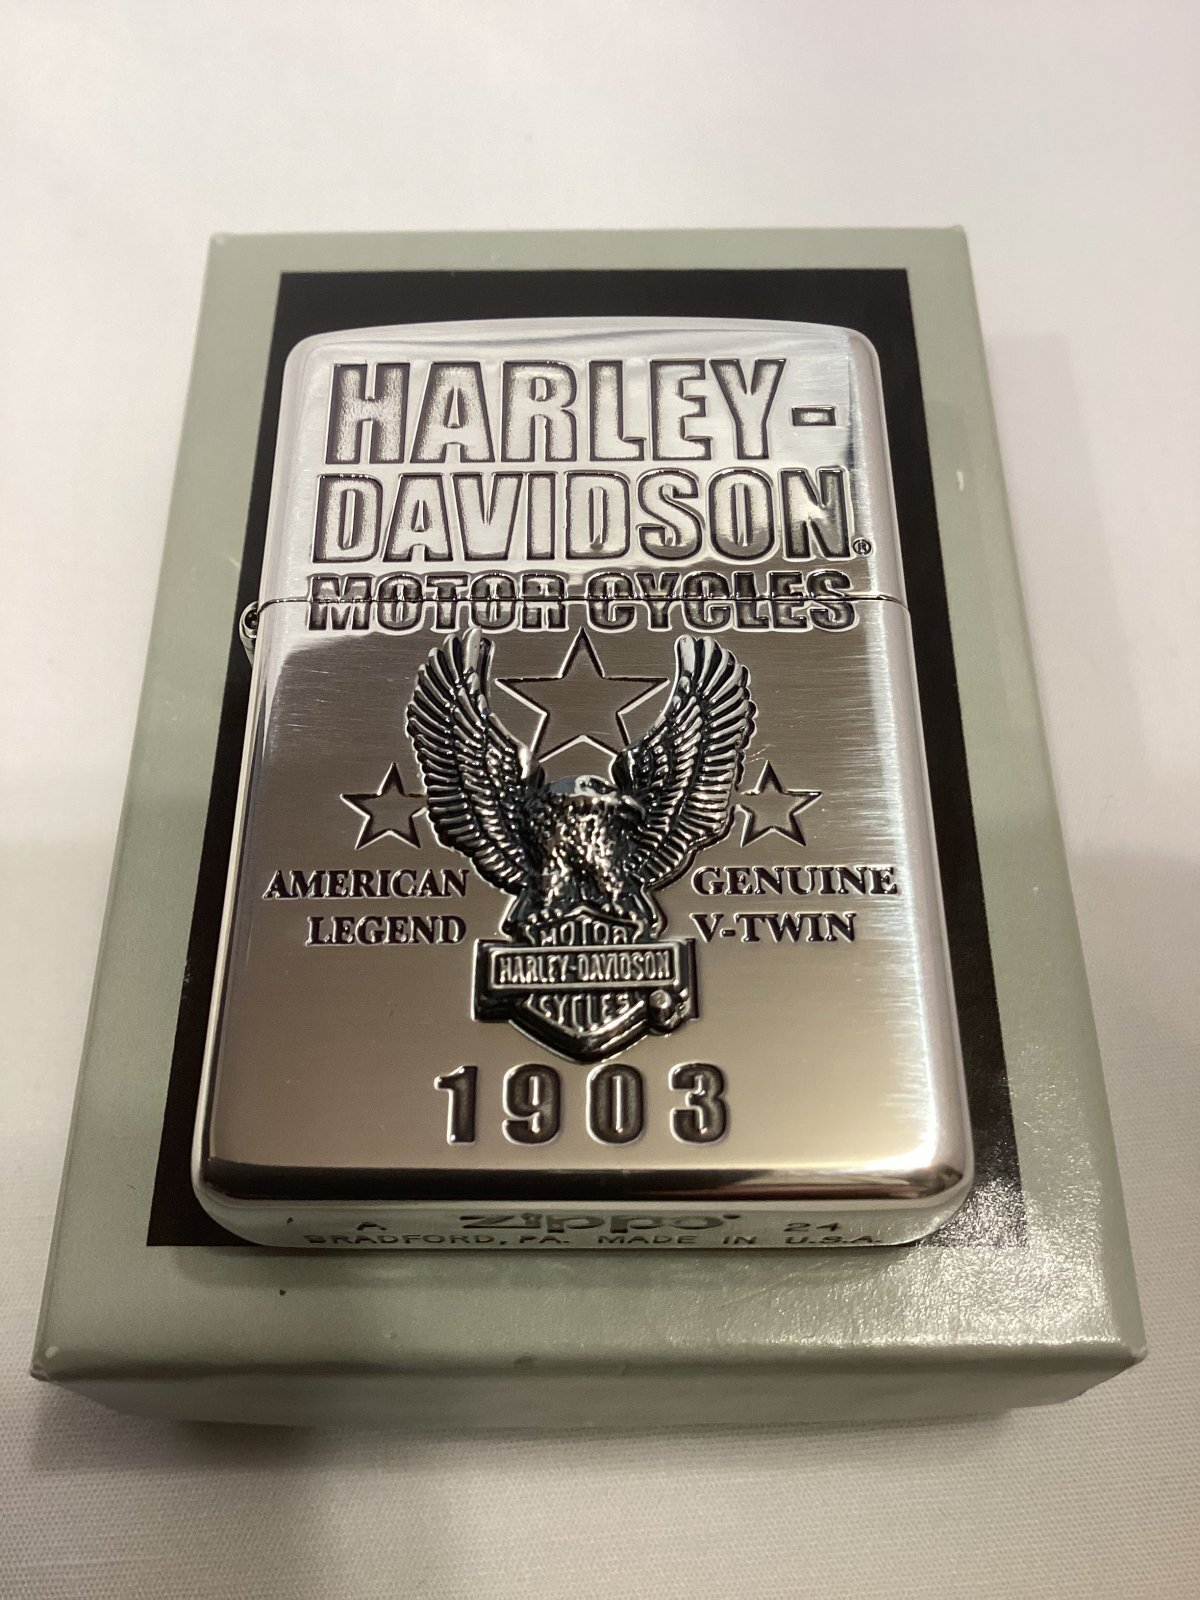 HARLEY-
DAVIDSON®
MOTOR CYCLES
AMERICAN
LEGEND
GENUINE
V-TWIN
MOTOR
HARLEY-DAVIDSON
CYCLES ®
1903
A Zippo® 24
BRADFORD, PA. MADE IN U.S.A.